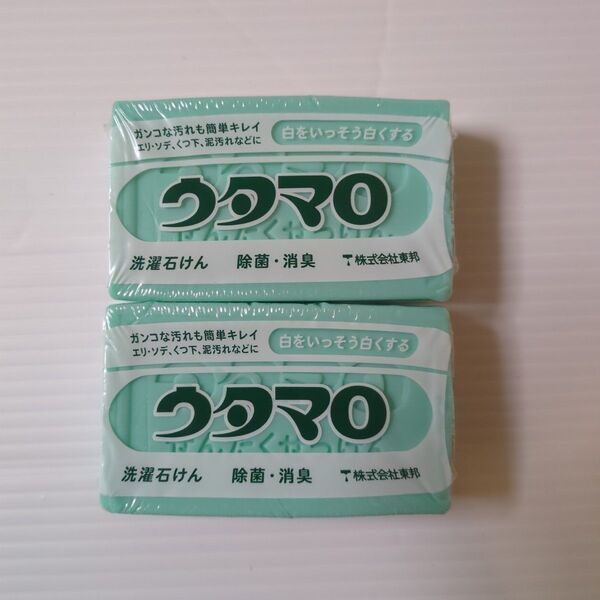 ガンコな汚れも簡単キレイ
エリ・ソデ、くつ下、泥汚れなどに
白をいっそう白くする
ウタマロ
洗濯石けん 除菌・消臭 株式会社東邦
ガンコな汚れも簡単キレイ
エリ・ソデ、くつ下、泥汚れなどに
白をいっそう白くする
ウタマロ
洗濯石けん 除菌・消臭 株式会社東邦